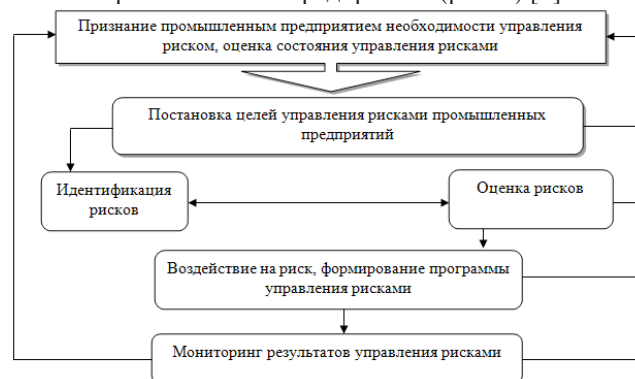 Признание промышленным предприятием необходимости управления
риском, оценка состояния управления рисками
Постановка целей управления рисками промышленных
предприятий
Идентификация
рисков
Оценка рисков
Воздействие на риск, формирование программы
управления рисками
Мониторинг результатов управления рисками